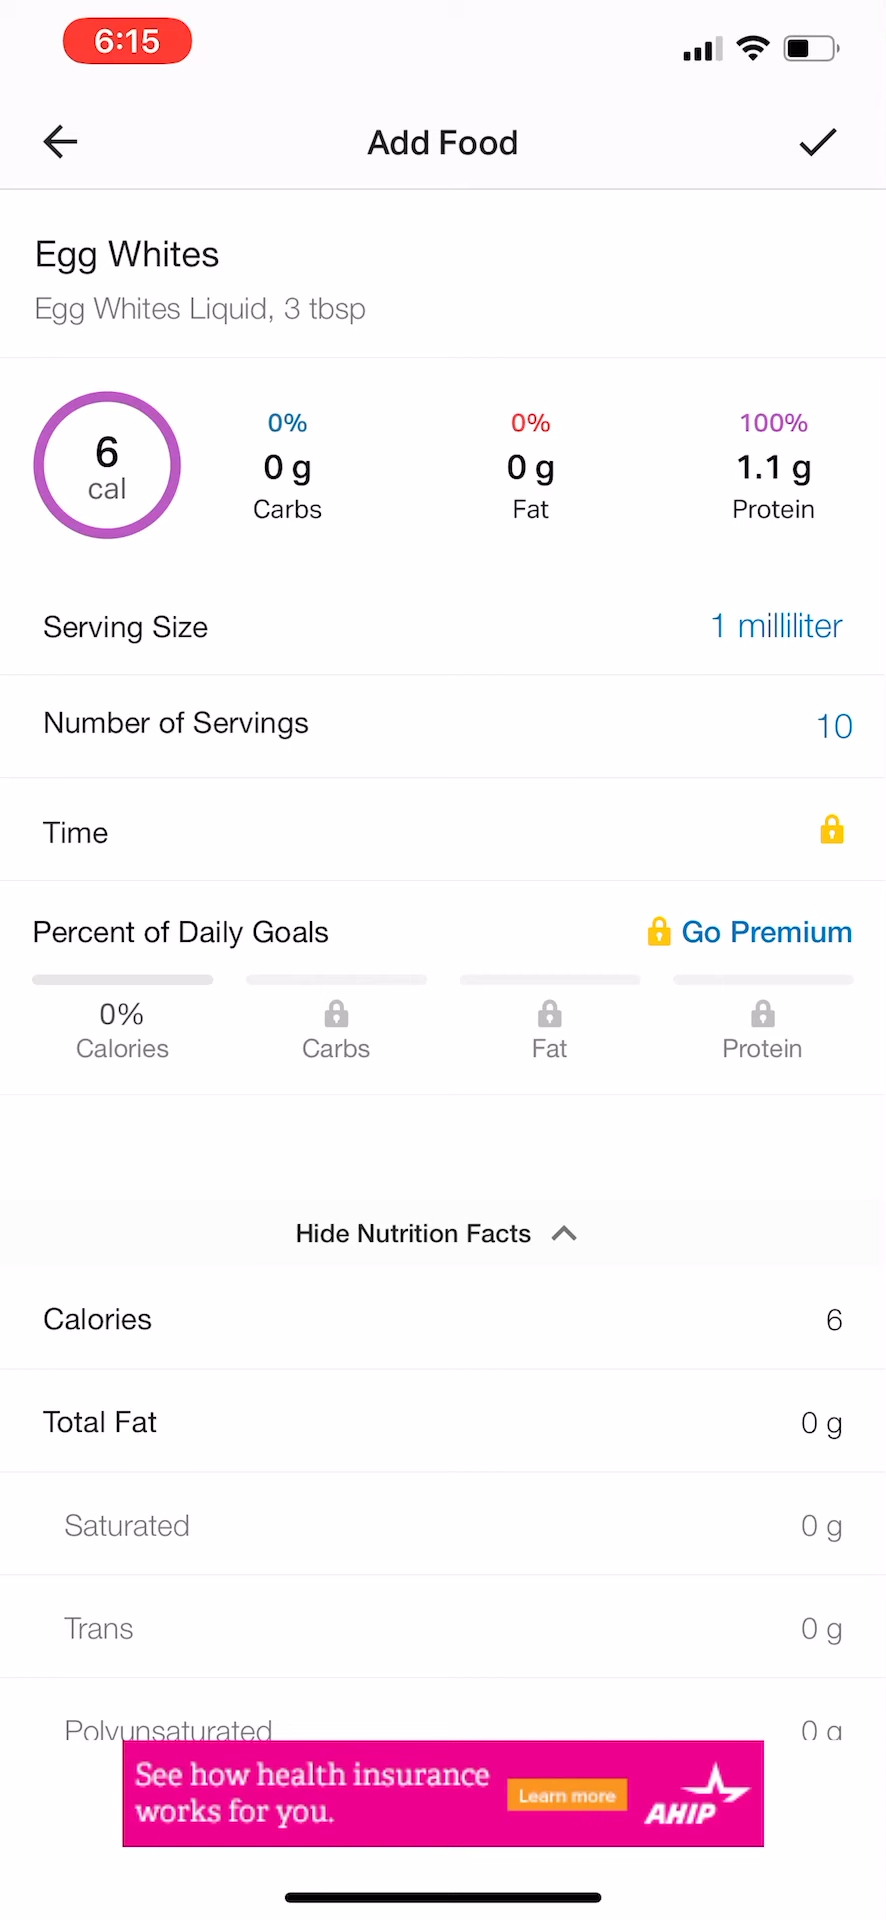 6:15
Add Food
Egg Whites
Egg Whites Liquid, 3 tbsp
6
cal
0%
0 g
Carbs
0%
0 g
Fat
100%
1.1 g
Protein
Serving Size 1 milliliter
Number of Servings 10
Time
Percent of Daily Goals Go Premium
0%
Calories Carbs Fat Protein
Hide Nutrition Facts
Calories 6
Total Fat 0 g
Saturated 0 g
Trans 0 g
Polyunsaturated 0 g
See how health insurance
works for you.
Learn more
AHIP